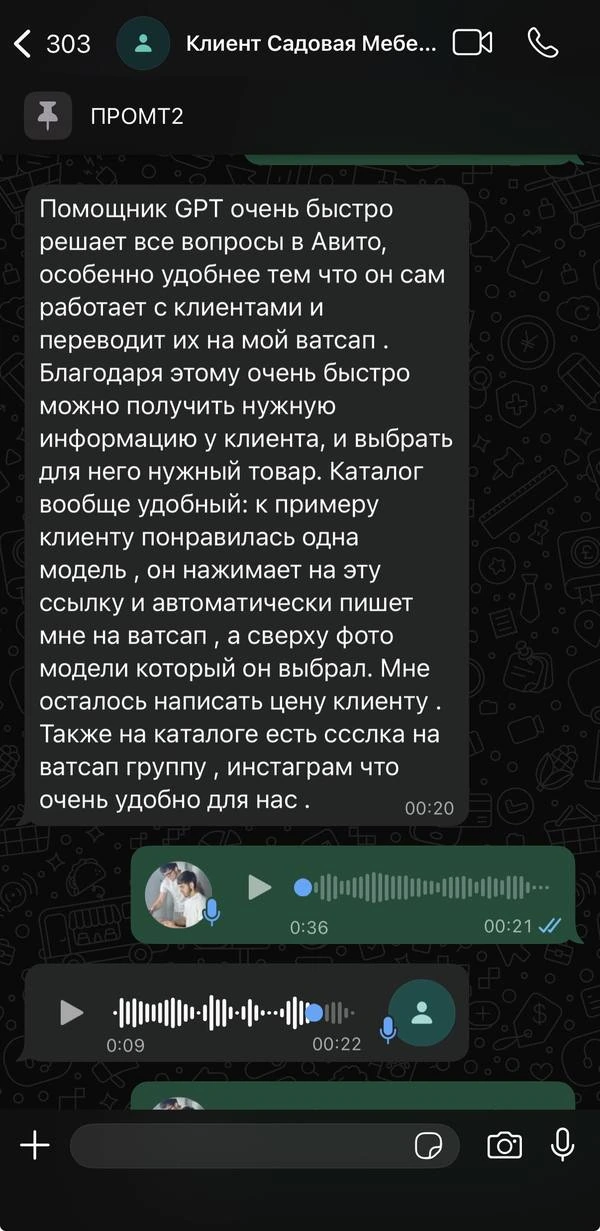 303
Клиент Садовая Мебе...
ПРОМТ2
Помощник GPT очень быстро
решает все вопросы в Авито,
особенно удобнее тем что он сам
работает с клиентами и
переводит их на мой ватсап .
Благодаря этому очень быстро
можно получить нужную
информацию у клиента, и выбрать
для него нужный товар. Каталог
вообще удобный: к примеру
клиенту понравилась одна
модель , он нажимает на эту
ссылку и автоматически пишет
мне на ватсап , а сверху фото
модели который он выбрал. Мне
осталось написать цену клиенту .
Также на каталоге есть ссслка на
ватсап группу , инстаграм что
очень удобно для нас .
00:20
0:36
00:21
0:09
00:22